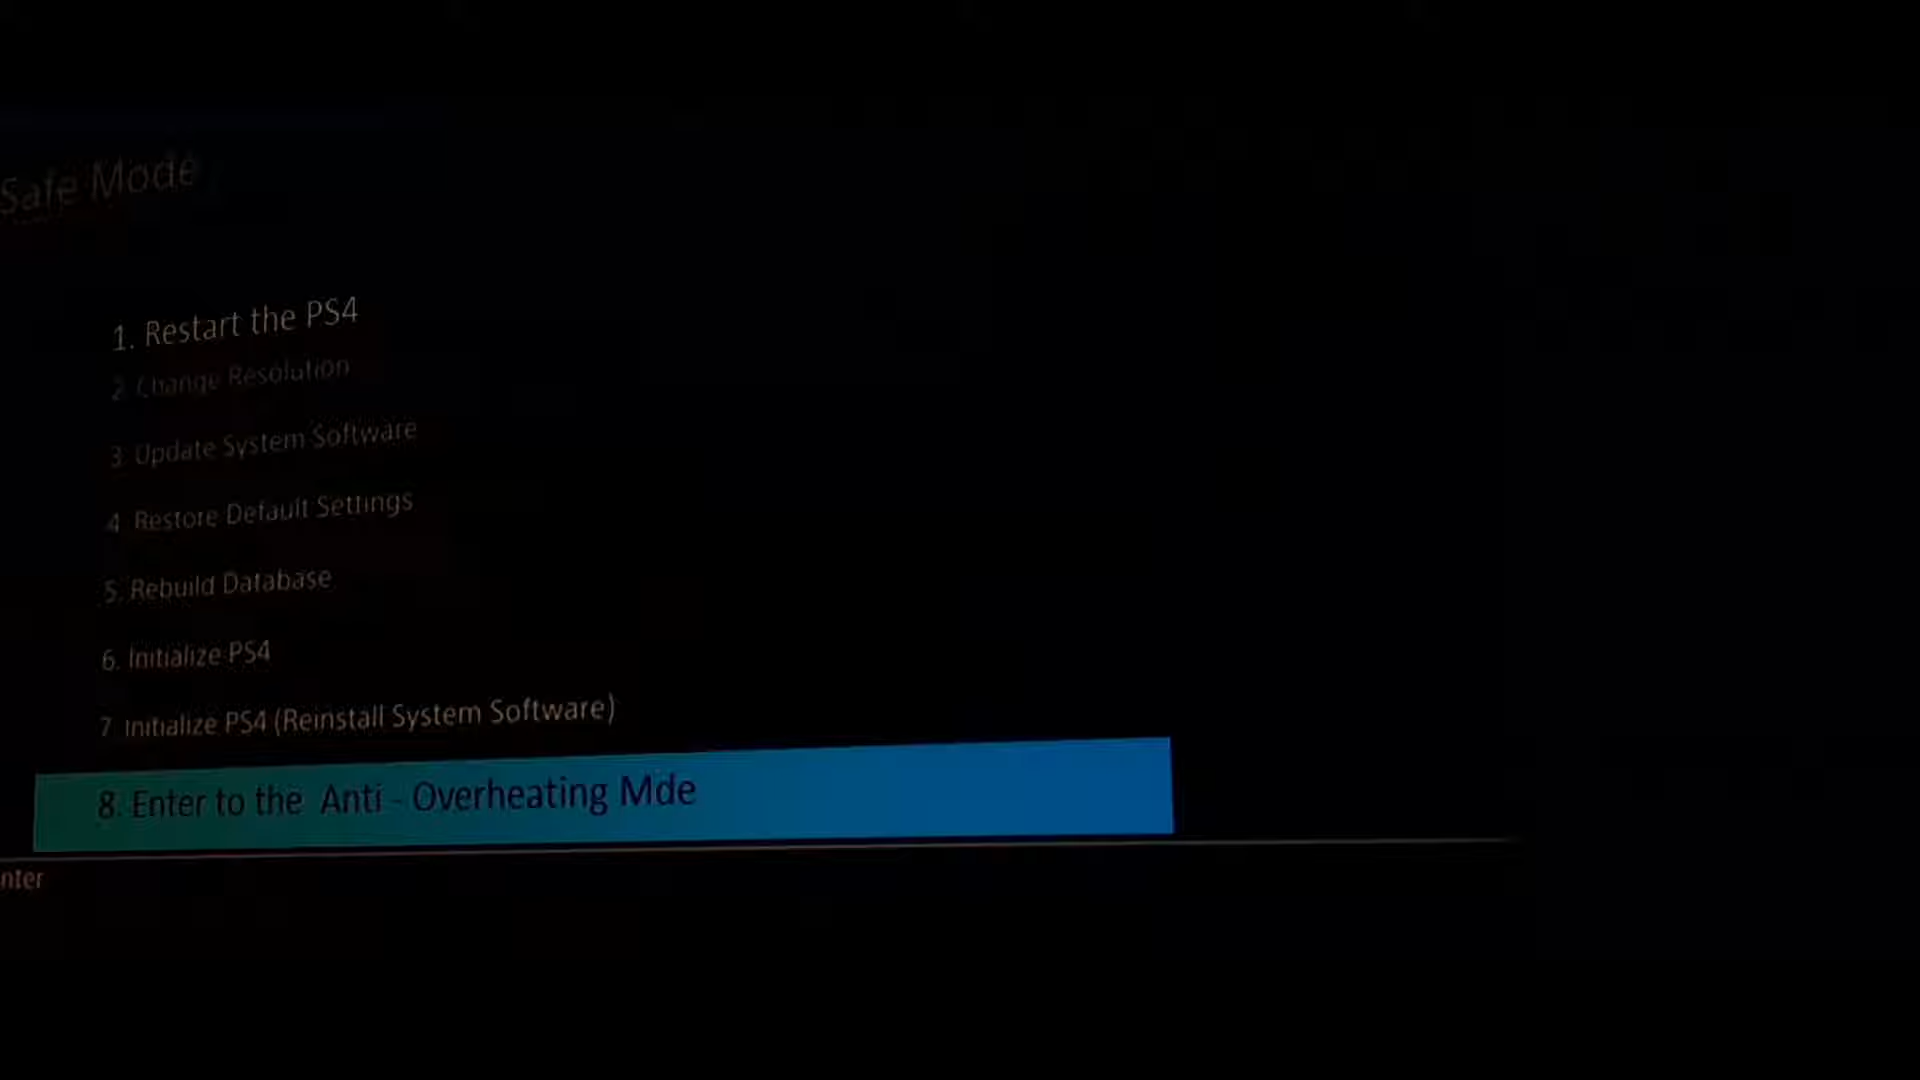 Safe Mode
1. Restart the PS4
2. Change Resolution
3. Update System Software
4. Restore Default Settings
5. Rebuild Database
6. Initialize PS4
7. Initialize PS4 (Reinstall System Software)
8. Enter to the Anti - Overheating Mde
nter